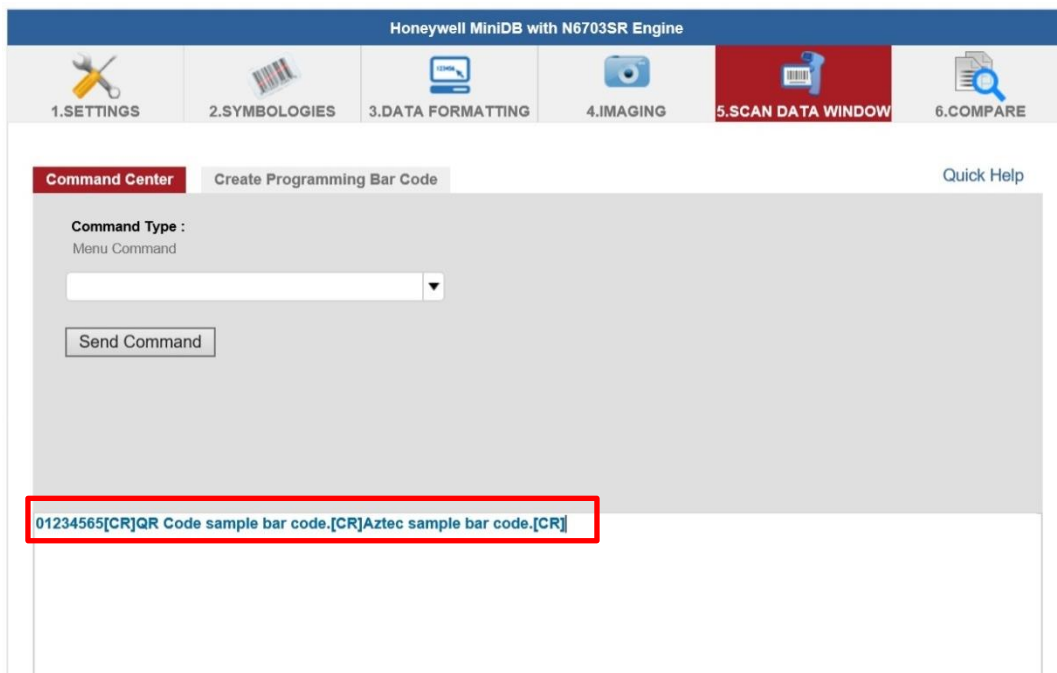 Honeywell MiniDB with N6703SR Engine
1.SETTINGS 2.SYMBOLOGIES 3.DATA FORMATTING 4.IMAGING 5.SCAN DATA WINDOW 6.COMPARE
Command Center Create Programming Bar Code Quick Help
Command Type :
Menu Command
Send Command
01234565[CR]QR Code sample bar code.[CR]Aztec sample bar code.[CR]